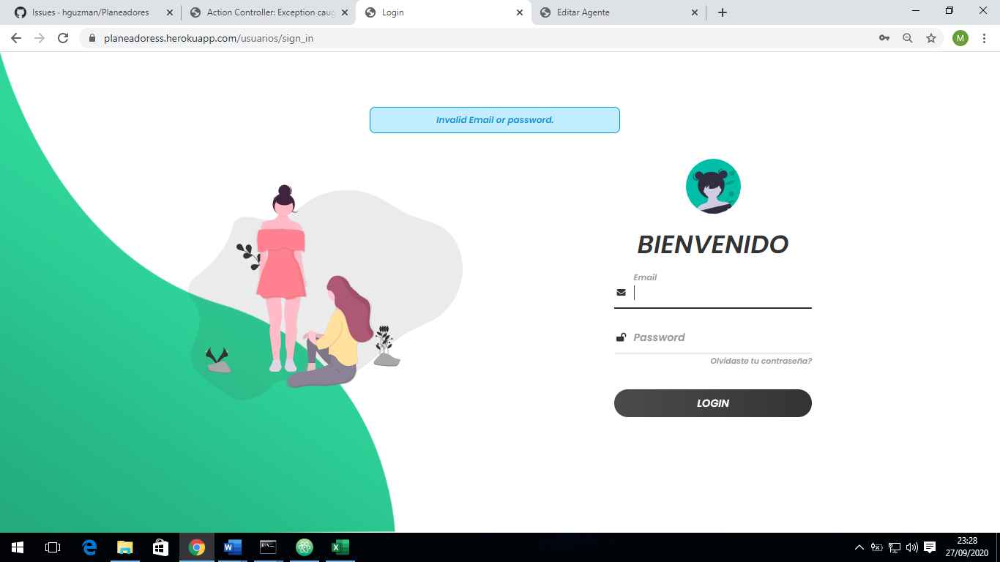 Issues · hguzman/Planeadores
Action Controller: Exception caug
Login
Editar Agente
planeadoress.herokuapp.com/usuarios/sign_in
M
Invalid Email or password.
BIENVENIDO
Email
Password
Olvidaste tu contraseña?
LOGIN
23:28
27/09/2020